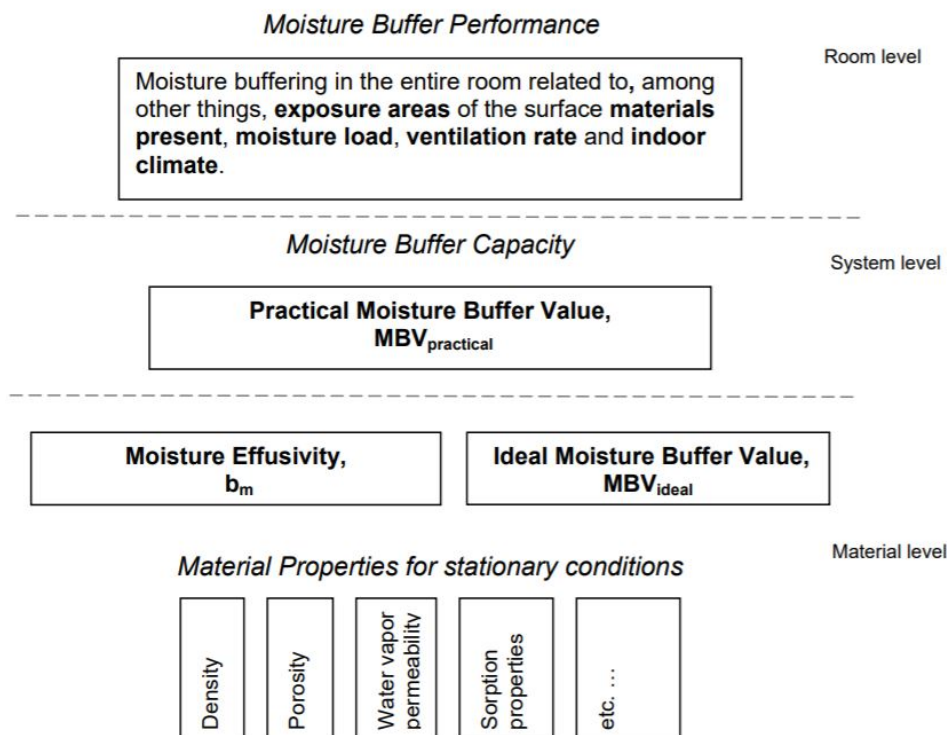 Moisture Buffer Performance
Room level
Moisture buffering in the entire room related to, among
other things, exposure areas of the surface materials
present, moisture load, ventilation rate and indoor
climate.
Moisture Buffer Capacity
System level
Practical Moisture Buffer Value,
MBVpractical
Moisture Effusivity,
bm
Ideal Moisture Buffer Value,
MBVideal
Material level
Material Properties for stationary conditions
Density
Porosity
Water vapor
permeability
Sorption
properties
etc. ...